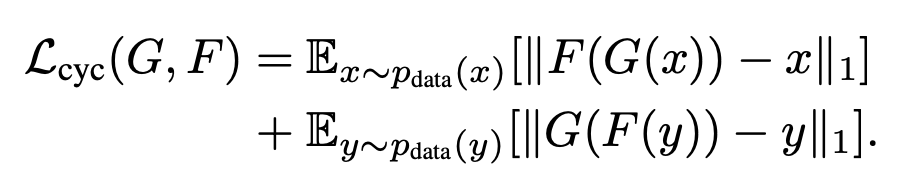 ℒcyc(G, F) = 𝔼x∼pdata(x)[∥F(G(x)) − x∥1]
+ 𝔼y∼pdata(y)[∥G(F(y)) − y∥1].